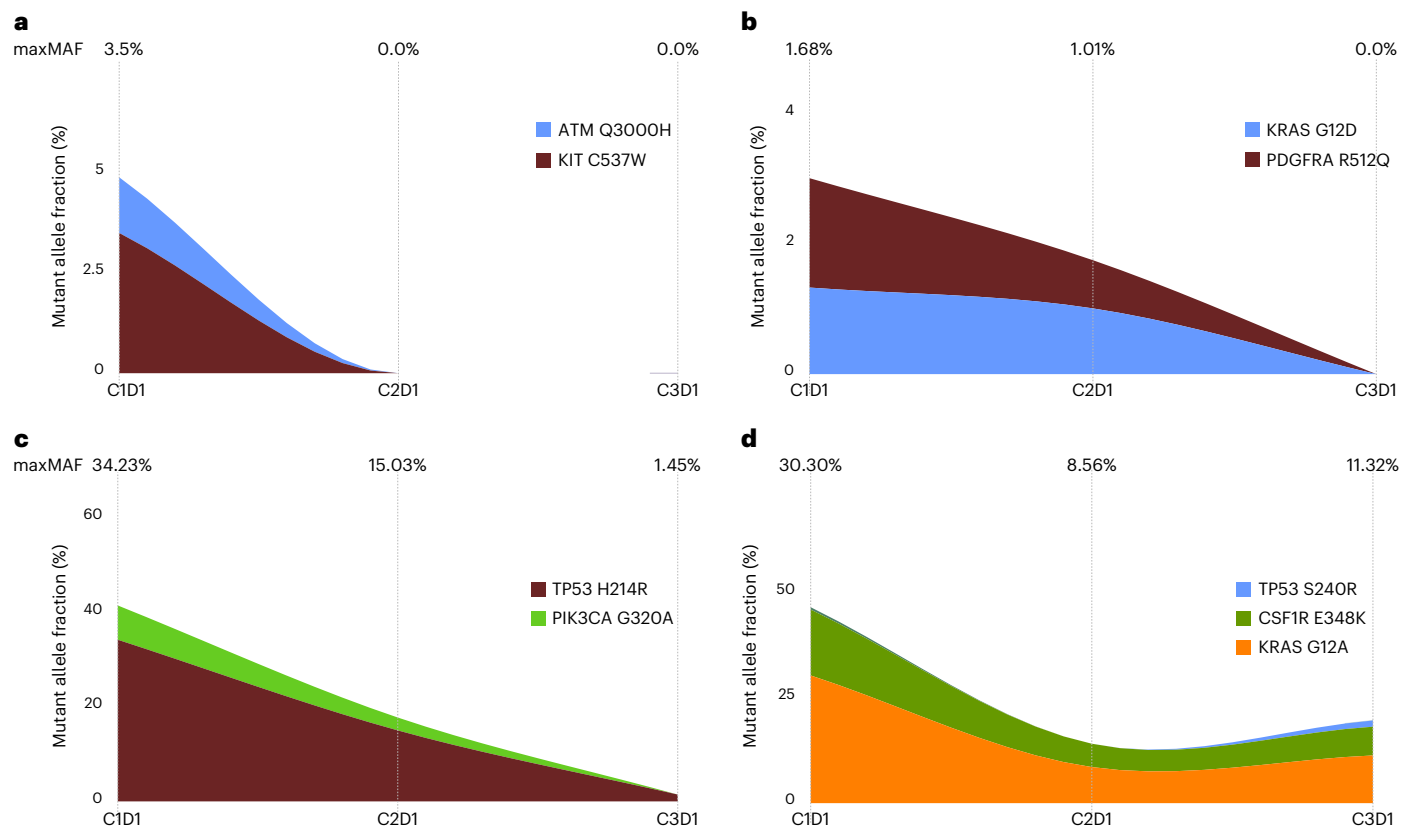 a
maxMAF 3.5% 0.0% 0.0%
Mutant allele fraction (%)
ATM Q3000H
KIT C537W
5
2.5
0
C1D1 C2D1 C3D1
b
1.68% 1.01% 0.0%
Mutant allele fraction (%)
4
KRAS G12D
PDGFRA R512Q
2
0
C1D1 C2D1 C3D1
c
maxMAF 34.23% 15.03% 1.45%
Mutant allele fraction (%)
60
TP53 H214R
PIK3CA G320A
40
20
0
C1D1 C2D1 C3D1
d
30.30% 8.56% 11.32%
Mutant allele fraction (%)
50
TP53 S240R
CSF1R E348K
KRAS G12A
25
0
C1D1 C2D1 C3D1